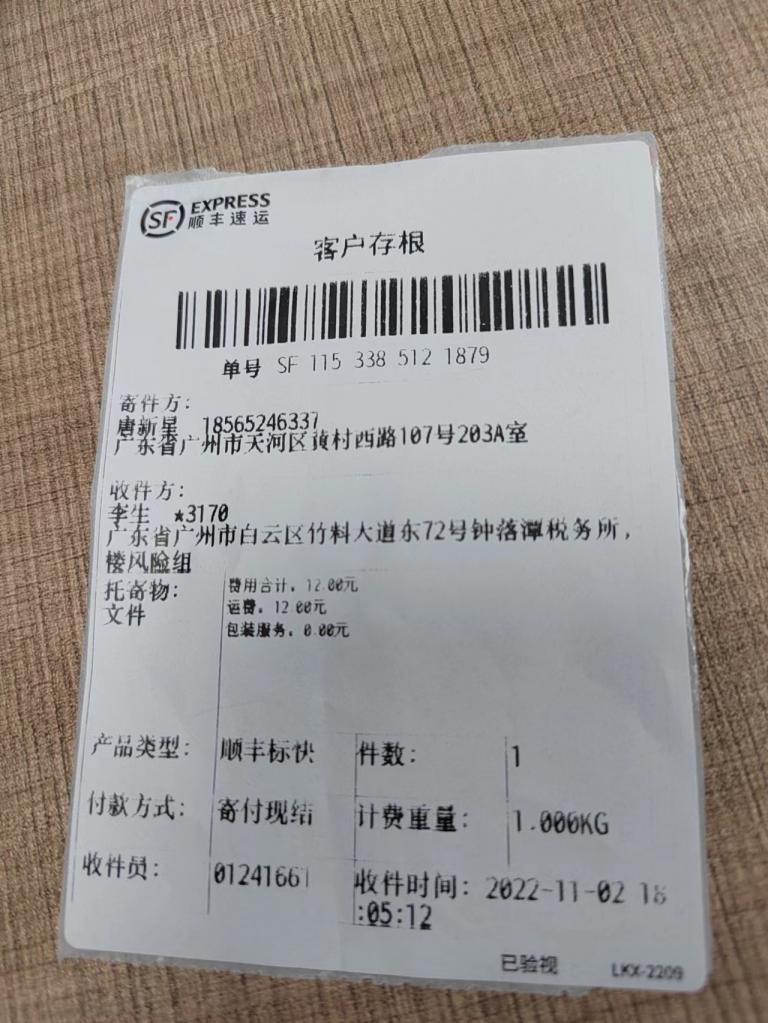 SF EXPRESS
顺丰速运
客户存根
单号 SF 115 338 512 1879
寄件方：
唐新星 18565246337
广东省广州市天河区黄村西路107号203A室
收件方：
李生 *3170
广东省广州市白云区竹料大道东72号钟落潭税务所，
楼风险组
托寄物：
文件
费用合计：12.00元
运费：12.00元
包装服务：0.00元
产品类型： 顺丰标快 件数： 1
付款方式： 寄付现结 计费重量： 1.000KG
收件员： 01241661 收件时间：2022-11-02
:05:12
已验视 LKX-2209